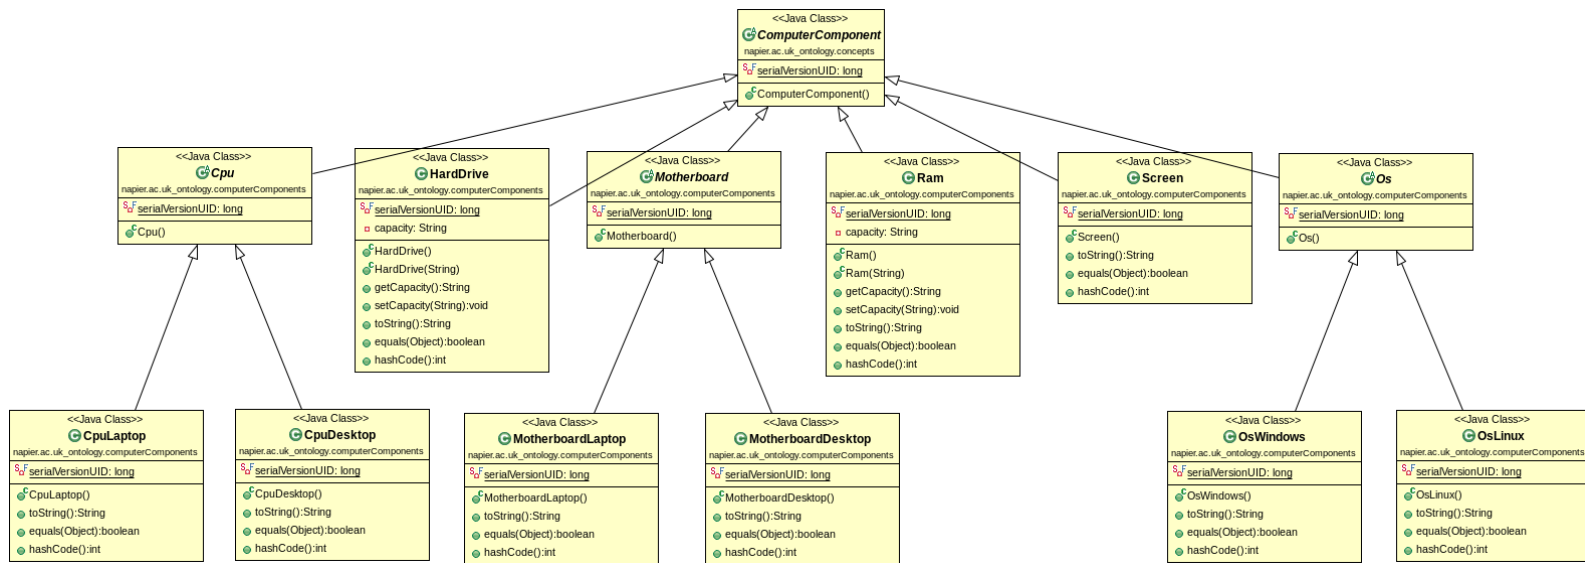 <<Java Class>>
ComputerComponent
napier.ac.uk_ontology.concepts
serialVersionUID: long
ComputerComponent()
<<Java Class>>
Cpu
napier.ac.uk_ontology.computerComponents
serialVersionUID: long
Cpu()
<<Java Class>>
HardDrive
napier.ac.uk_ontology.computerComponents
serialVersionUID: long
capacity: String
HardDrive()
HardDrive(String)
getCapacity():String
setCapacity(String):void
toString():String
equals(Object):boolean
hashCode():int
<<Java Class>>
Motherboard
napier.ac.uk_ontology.computerComponents
serialVersionUID: long
Motherboard()
<<Java Class>>
Ram
napier.ac.uk_ontology.computerComponents
serialVersionUID: long
capacity: String
Ram()
Ram(String)
getCapacity():String
setCapacity(String):void
toString():String
equals(Object):boolean
hashCode():int
<<Java Class>>
Screen
napier.ac.uk_ontology.computerComponents
serialVersionUID: long
Screen()
toString():String
equals(Object):boolean
hashCode():int
<<Java Class>>
Os
napier.ac.uk_ontology.computerComponents
serialVersionUID: long
Os()
<<Java Class>>
CpuLaptop
napier.ac.uk_ontology.computerComponents
serialVersionUID: long
CpuLaptop()
toString():String
equals(Object):boolean
hashCode():int
<<Java Class>>
CpuDesktop
napier.ac.uk_ontology.computerComponents
serialVersionUID: long
CpuDesktop()
toString():String
equals(Object):boolean
hashCode():int
<<Java Class>>
MotherboardLaptop
napier.ac.uk_ontology.computerComponents
serialVersionUID: long
MotherboardLaptop()
toString():String
equals(Object):boolean
hashCode():int
<<Java Class>>
MotherboardDesktop
napier.ac.uk_ontology.computerComponents
serialVersionUID: long
MotherboardDesktop()
toString():String
equals(Object):boolean
hashCode():int
<<Java Class>>
OsWindows
napier.ac.uk_ontology.computerComponents
serialVersionUID: long
OsWindows()
toString():String
equals(Object):boolean
hashCode():int
<<Java Class>>
OsLinux
napier.ac.uk_ontology.computerComponents
serialVersionUID: long
OsLinux()
toString():String
equals(Object):boolean
hashCode():int